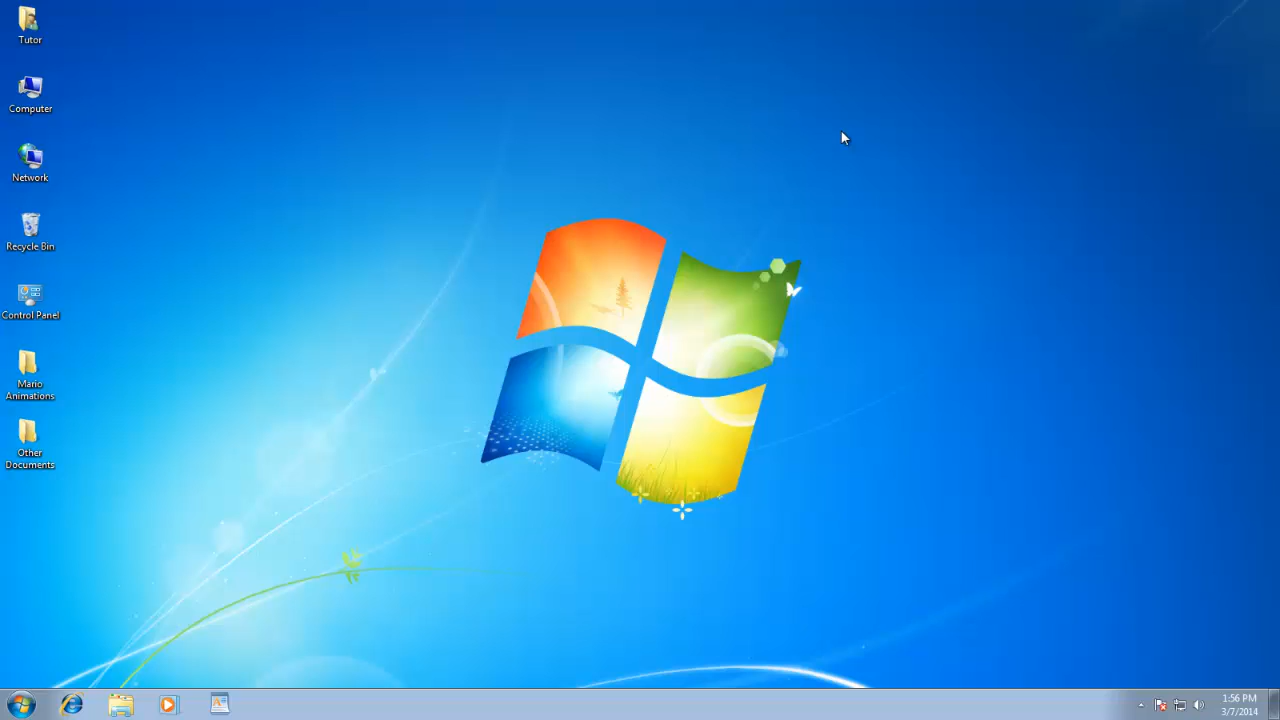 Tutor
Computer
Network
Recycle Bin
Control Panel
Mario
Animations
Other
Documents
1:56 PM
3/7/2014